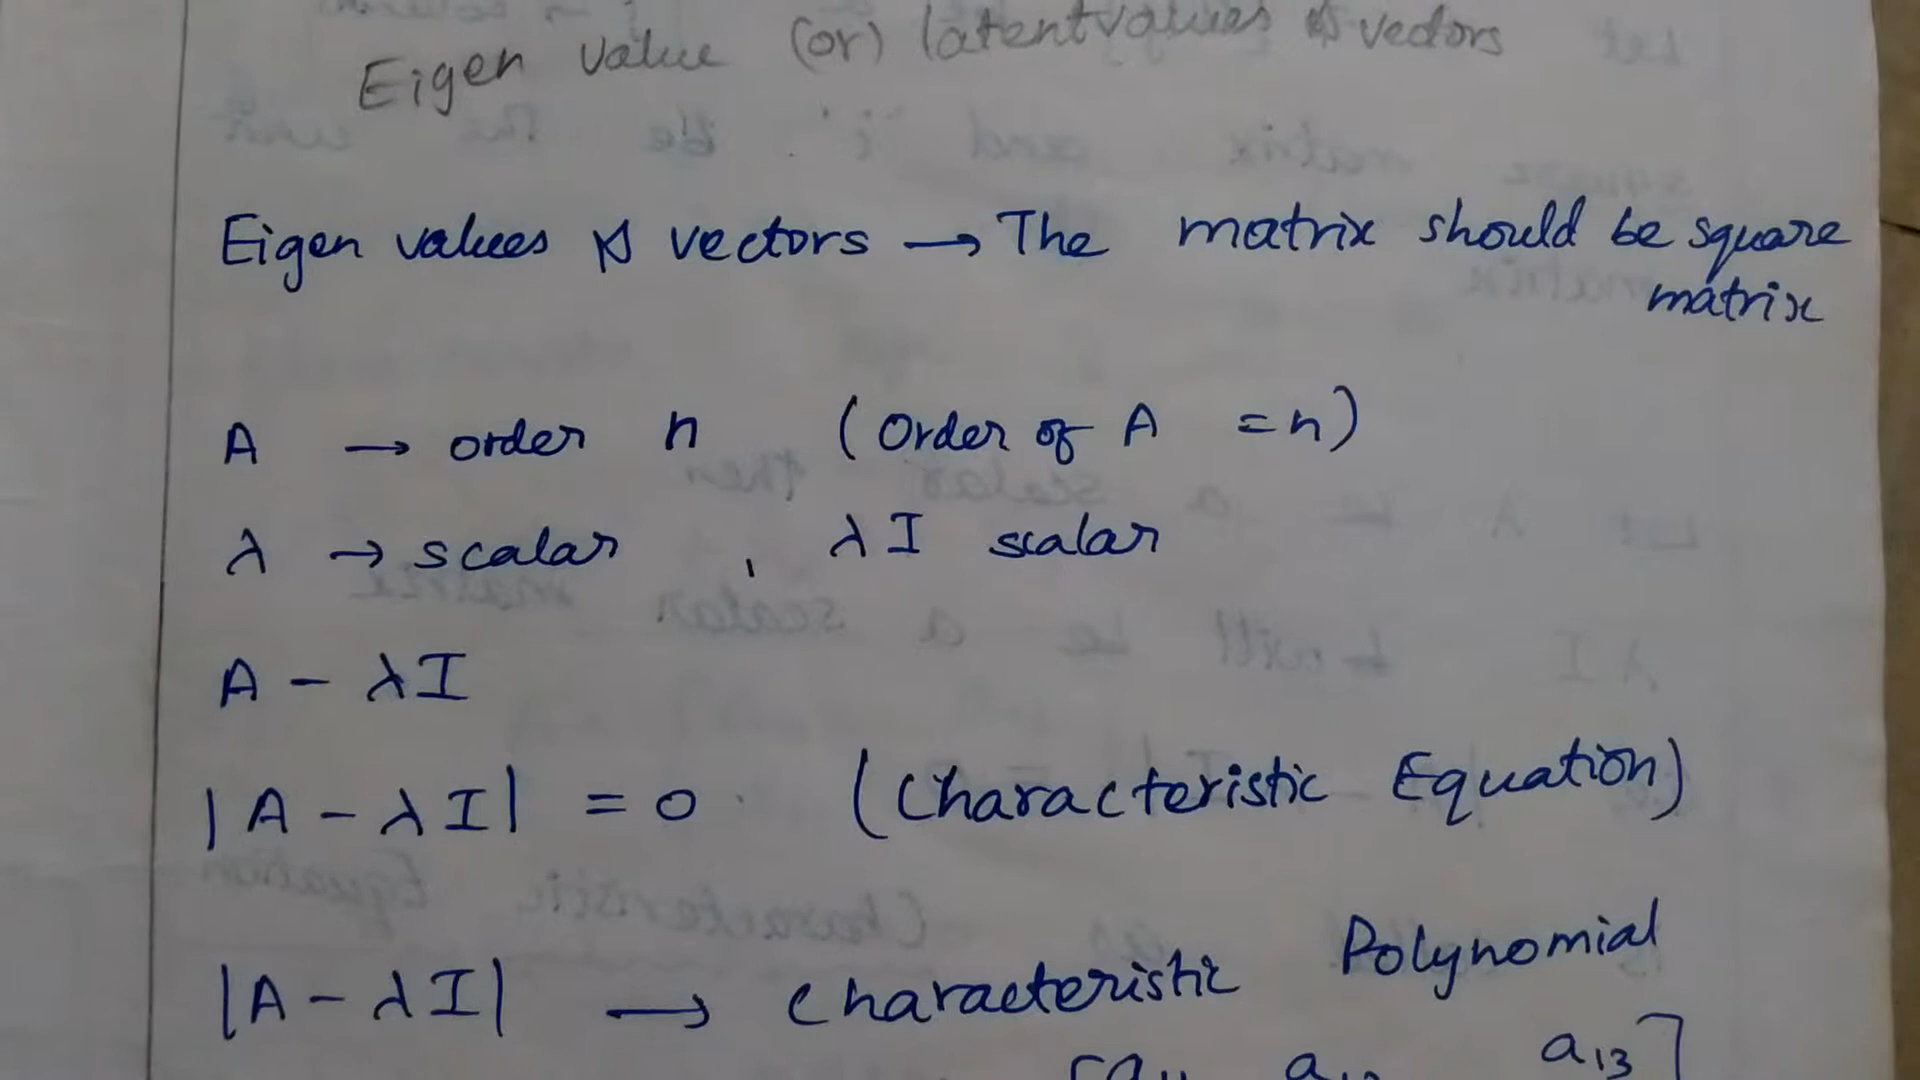 Eigen value (or) latent values & vectors
Eigen values & vectors → The matrix should be square
matrix
A → order n (Order of A = n)
λ → scalar , λI scalar
A - λI
|A - λI| = 0 (Characteristic Equation)
|A - λI| → characteristic Polynomial
a13